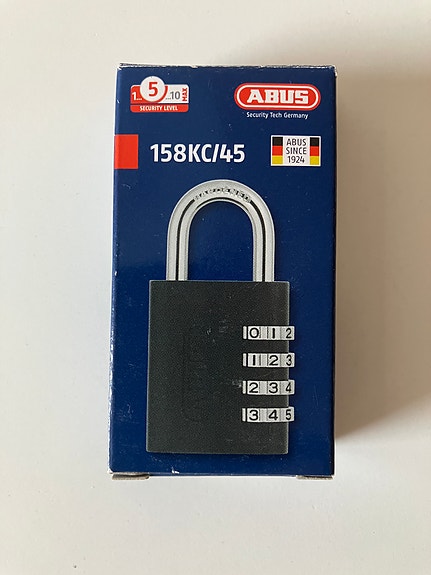 1... 5 ...10 MAX
SECURITY LEVEL
ABUS
Security Tech Germany
158KC/45
ABUS
SINCE
1924
HARDENED
0 1 2
1 2 3
2 3 4
3 4 5